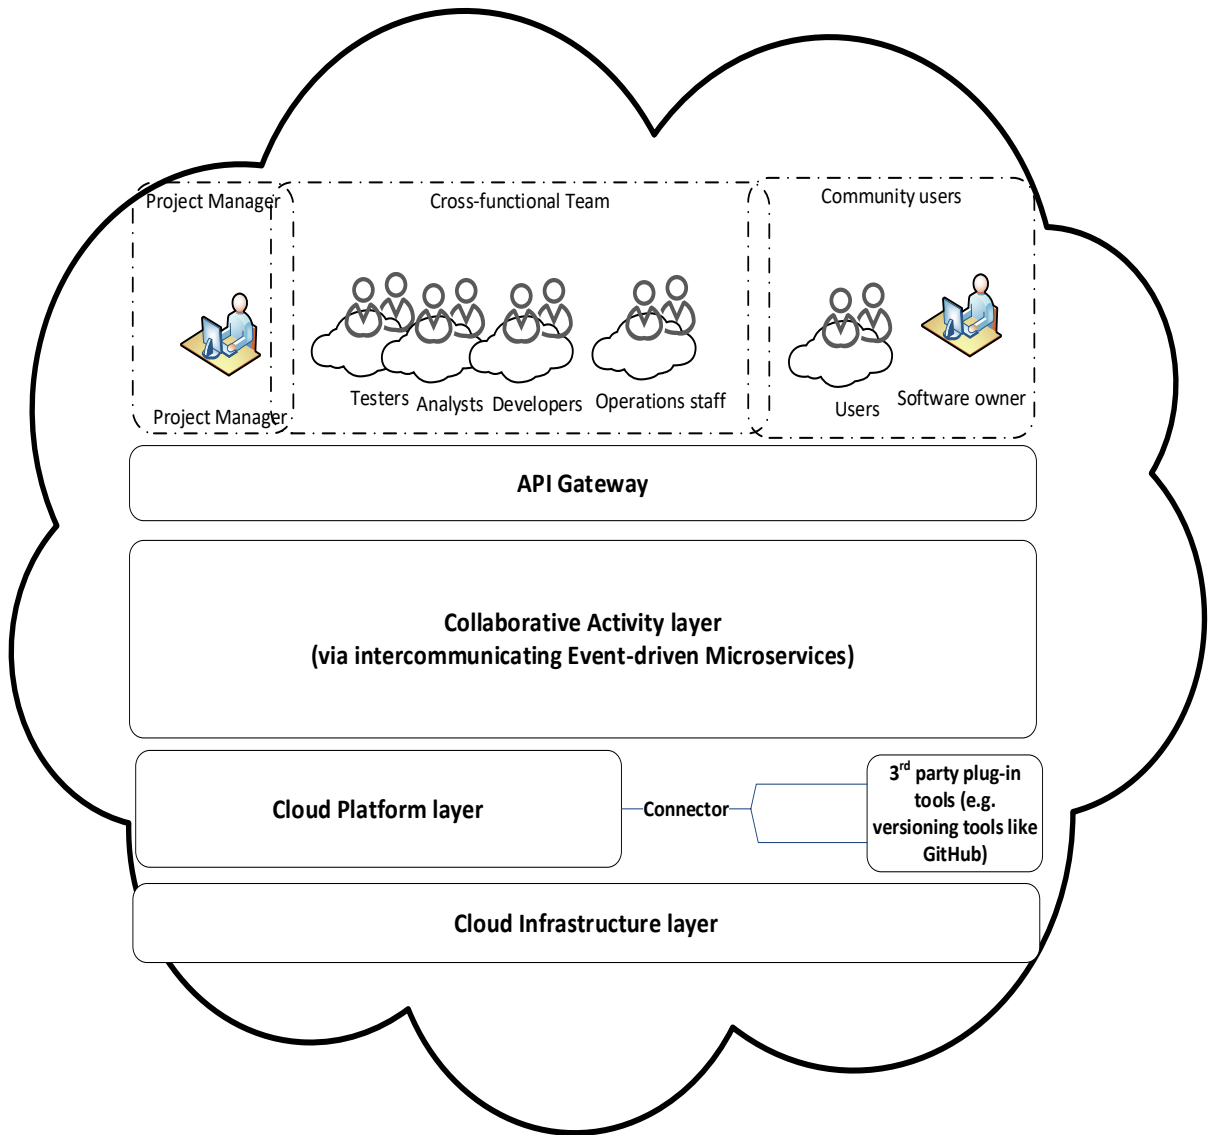 Project Manager
Cross-functional Team
Community users
Project Manager
Testers
Analysts
Developers
Operations staff
Users
Software owner
API Gateway
Collaborative Activity layer
(via intercommunicating Event-driven Microservices)
Cloud Platform layer
Connector
3rd party plug-in
tools (e.g.
versioning tools like
GitHub)
Cloud Infrastructure layer